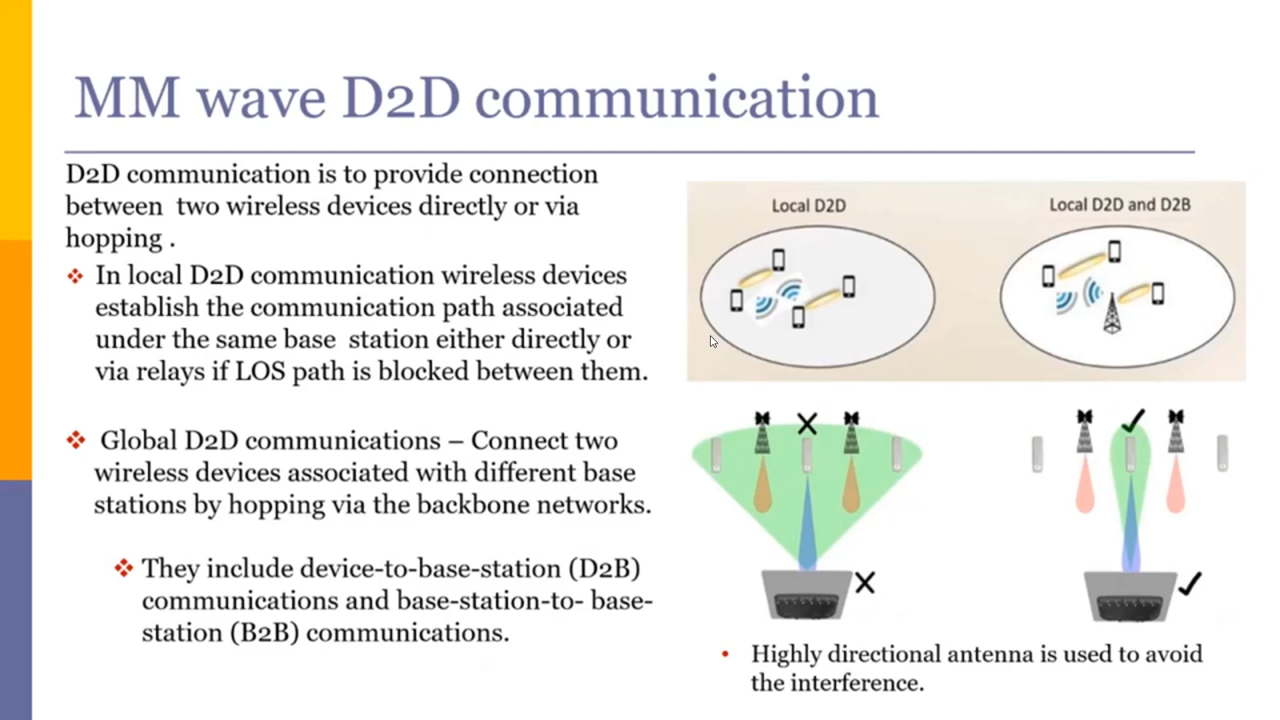 MM wave D2D communication
D2D communication is to provide connection
between two wireless devices directly or via
hopping .
In local D2D communication wireless devices
establish the communication path associated
under the same base station either directly or
via relays if LOS path is blocked between them.
Global D2D communications – Connect two
wireless devices associated with different base
stations by hopping via the backbone networks.
They include device-to-base-station (D2B)
communications and base-station-to- base-
station (B2B) communications.
Local D2D
Local D2D and D2B
Highly directional antenna is used to avoid
the interference.